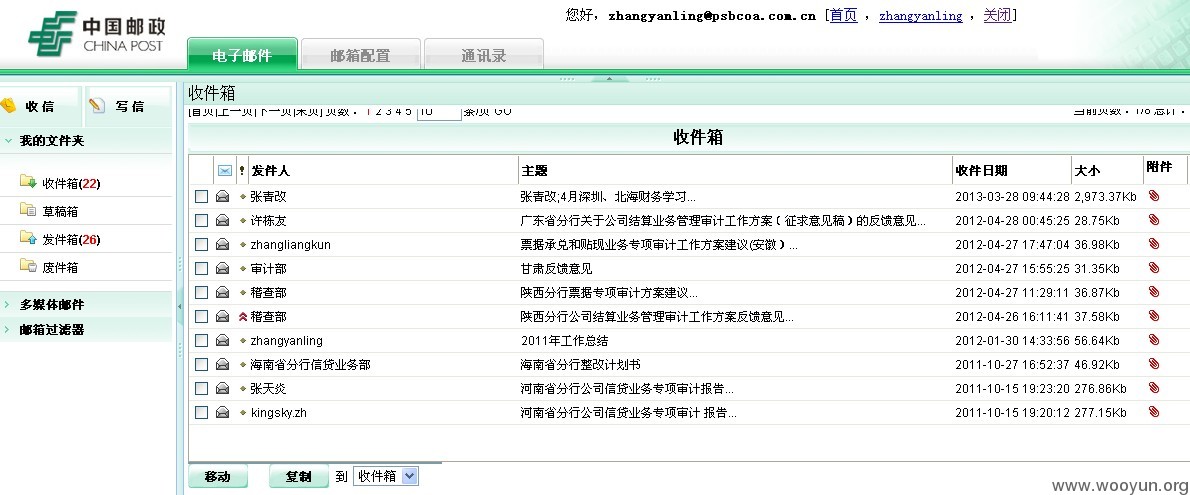 中国邮政
CHINA POST
您好，zhangyanling@psbcoa.com.cn [首页 ，zhangyanling ，关闭]
电子邮件 邮箱配置 通讯录
收信 写信
我的文件夹
收件箱(22)
草稿箱
发件箱(26)
废件箱
多媒体邮件
邮箱过滤器
收件箱
[首页|上一页|下一页|末页] 页数： 1 2 3 4 5 10 条/页 GO 当前页数：1/8 总计：
收件箱
! 发件人 主题 收件日期 大小 附件
张青改 张青改;4月深圳、北海财务学习... 2013-03-28 09:44:28 2,973.37Kb
许栋友 广东省分行关于公司结算业务管理审计工作方案（征求意见稿）的反馈意见... 2012-04-28 00:45:25 28.75Kb
zhangliangkun 票据承兑和贴现业务专项审计工作方案建议(安徽）... 2012-04-27 17:47:04 36.98Kb
审计部 甘肃反馈意见 2012-04-27 15:55:25 31.35Kb
稽查部 陕西分行票据专项审计方案建议... 2012-04-27 11:29:11 36.87Kb
稽查部 陕西分行公司结算业务管理审计工作方案反馈意见... 2012-04-26 16:11:41 37.58Kb
zhangyanling 2011年工作总结 2012-01-30 14:33:56 56.64Kb
海南省分行信贷业务部 海南省分行整改计划书 2011-10-27 16:52:37 46.92Kb
张天炎 河南省分行公司信贷业务专项审计报告... 2011-10-15 19:23:20 276.86Kb
kingsky.zh 河南省分行公司信贷业务专项审计 报告... 2011-10-15 19:20:12 277.15Kb
移动 复制 到 收件箱
www.wooyun.org